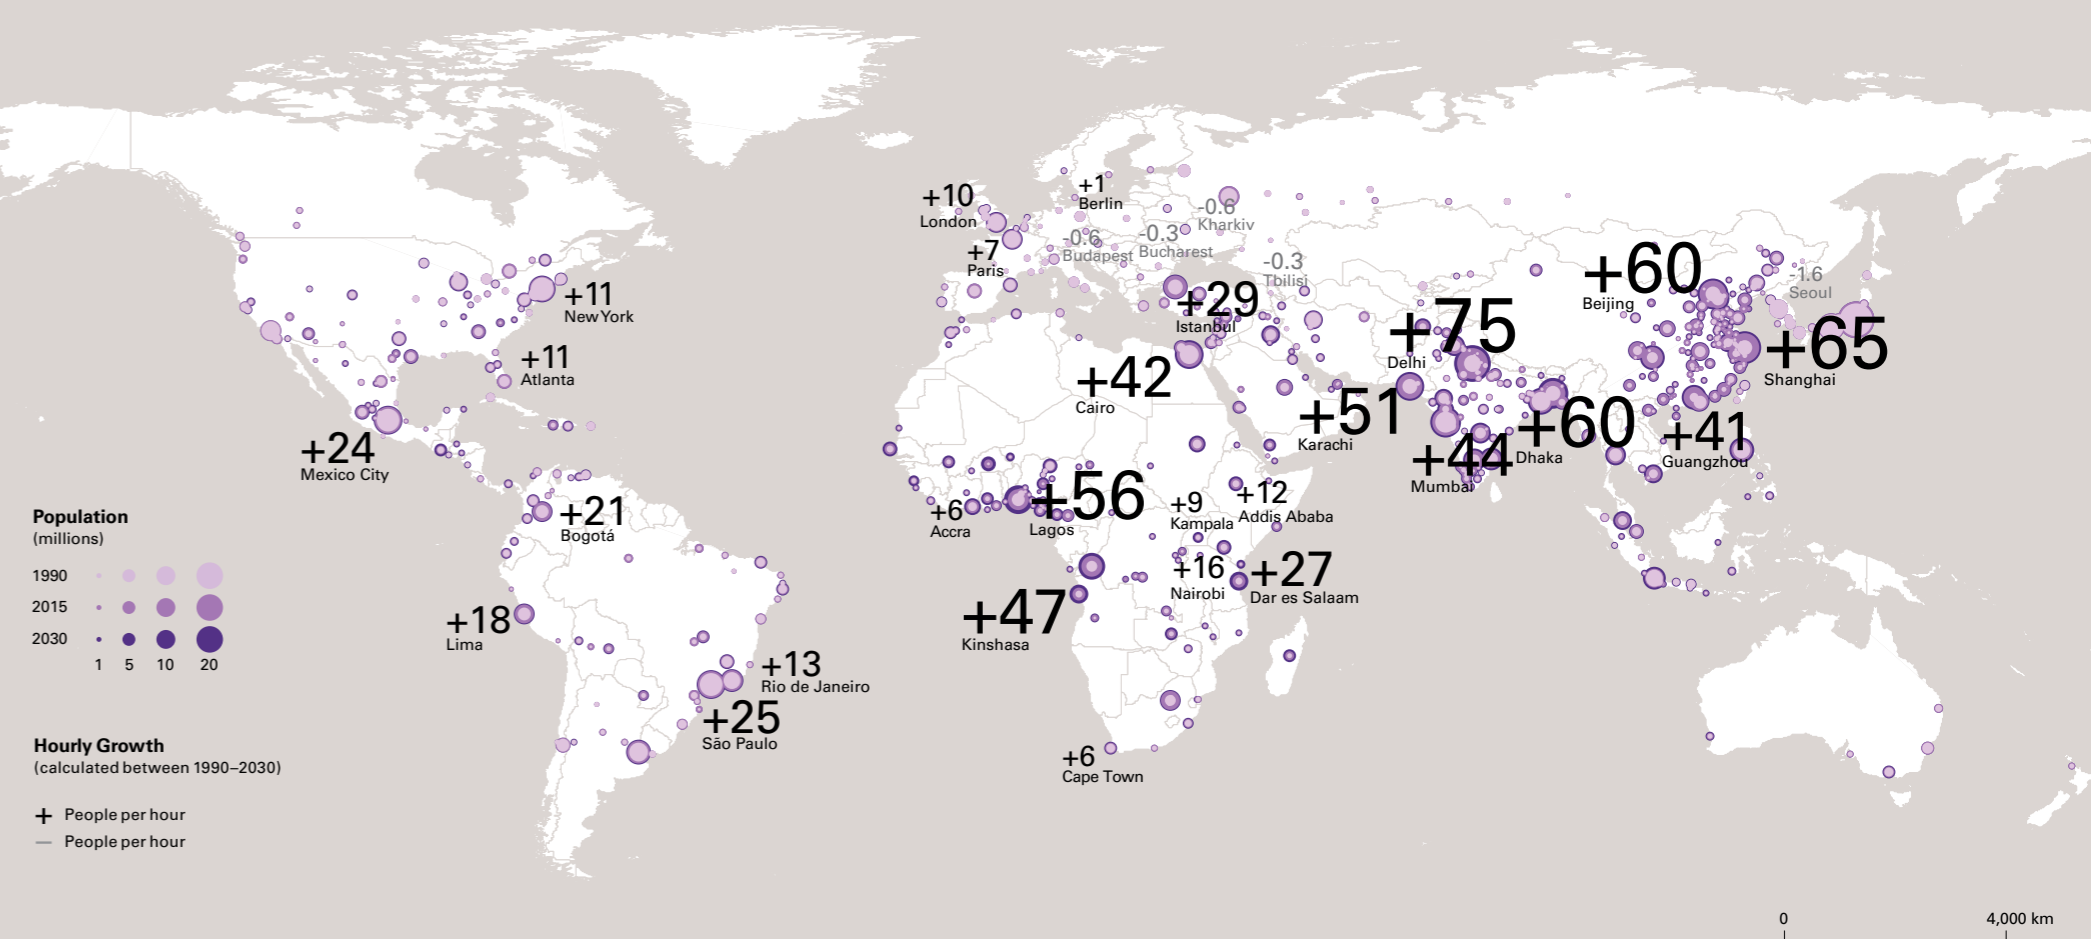 +10
London
+1
Berlin
-0.6
Kharkiv
-0.6
Budapest
-0.3
Bucharest
+7
Paris
-0.3
Tbilisi
+60
Beijing
-1.6
Seoul
+11
New York
+29
Istanbul
+75
Delhi
+65
Shanghai
+11
Atlanta
+42
Cairo
+51
Karachi
+60
Dhaka
+41
Guangzhou
+24
Mexico City
+44
Mumbai
+21
Bogotá
+6
Accra
+56
Lagos
+9
Kampala
+12
Addis Ababa
+16
Nairobi
+27
Dar es Salaam
+47
Kinshasa
+18
Lima
+13
Rio de Janeiro
+25
São Paulo
+6
Cape Town
Population
(millions)
1990
2015
2030
1 5 10 20
Hourly Growth
(calculated between 1990–2030)
+ People per hour
— People per hour
0 4,000 km